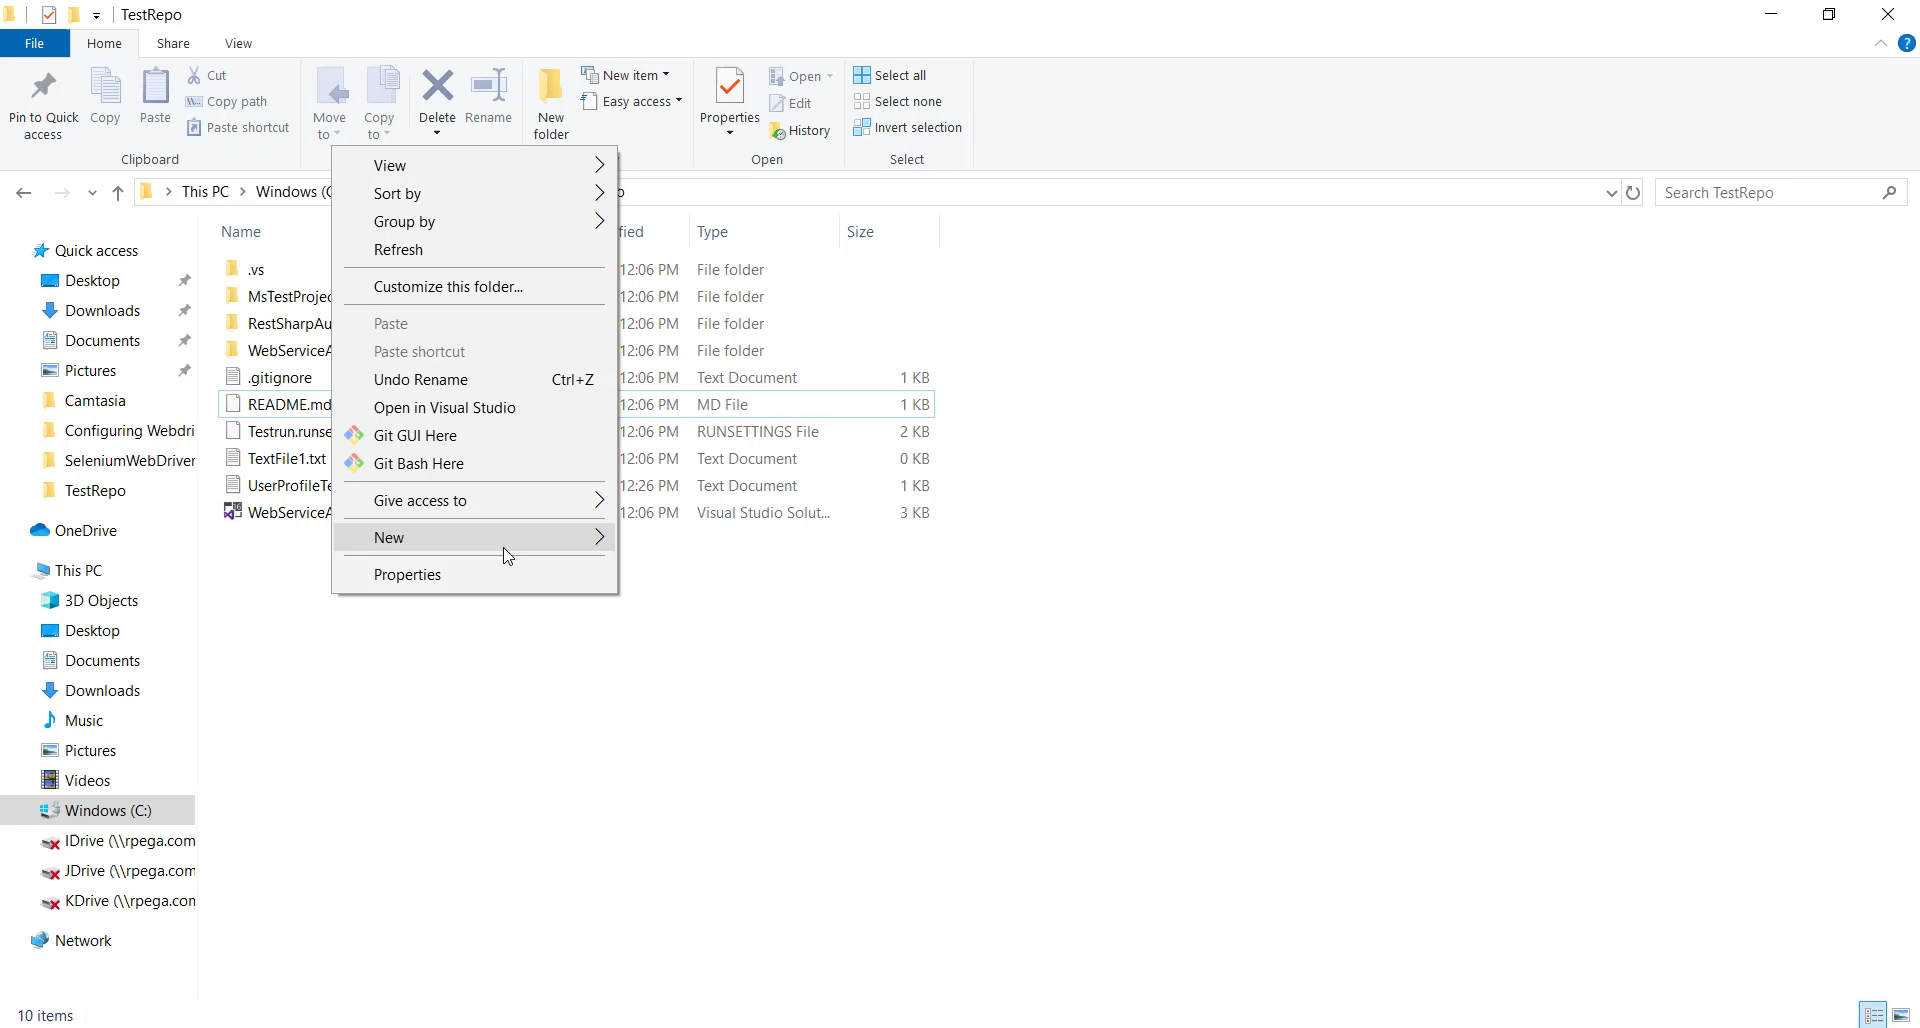 TestRepo
File Home Share View
Pin to Quick access
Copy
Paste
Cut
Copy path
Paste shortcut
Clipboard
Move to
Copy to
Delete
Rename
New folder
New item
Easy access
Properties
Open
Edit
History
Open
Select all
Select none
Invert selection
Select
This PC > Windows (C
o
Search TestRepo
Quick access
Desktop
Downloads
Documents
Pictures
Camtasia
Configuring Webdri
SeleniumWebDriver
TestRepo
OneDrive
This PC
3D Objects
Desktop
Documents
Downloads
Music
Pictures
Videos
Windows (C:)
IDrive (\\rpega.com
JDrive (\\rpega.com
KDrive (\\rpega.con
Network
Name fied Type Size
.vs 12:06 PM File folder
MsTestProjec 12:06 PM File folder
RestSharpAu 12:06 PM File folder
WebServiceA 12:06 PM File folder
.gitignore 12:06 PM Text Document 1 KB
README.md 12:06 PM MD File 1 KB
Testrun.runse 12:06 PM RUNSETTINGS File 2 KB
TextFile1.txt 12:06 PM Text Document 0 KB
UserProfileTe 12:26 PM Text Document 1 KB
WebServiceA 12:06 PM Visual Studio Solut... 3 KB
View
Sort by
Group by
Refresh
Customize this folder...
Paste
Paste shortcut
Undo Rename Ctrl+Z
Open in Visual Studio
Git GUI Here
Git Bash Here
Give access to
New
Properties
10 items